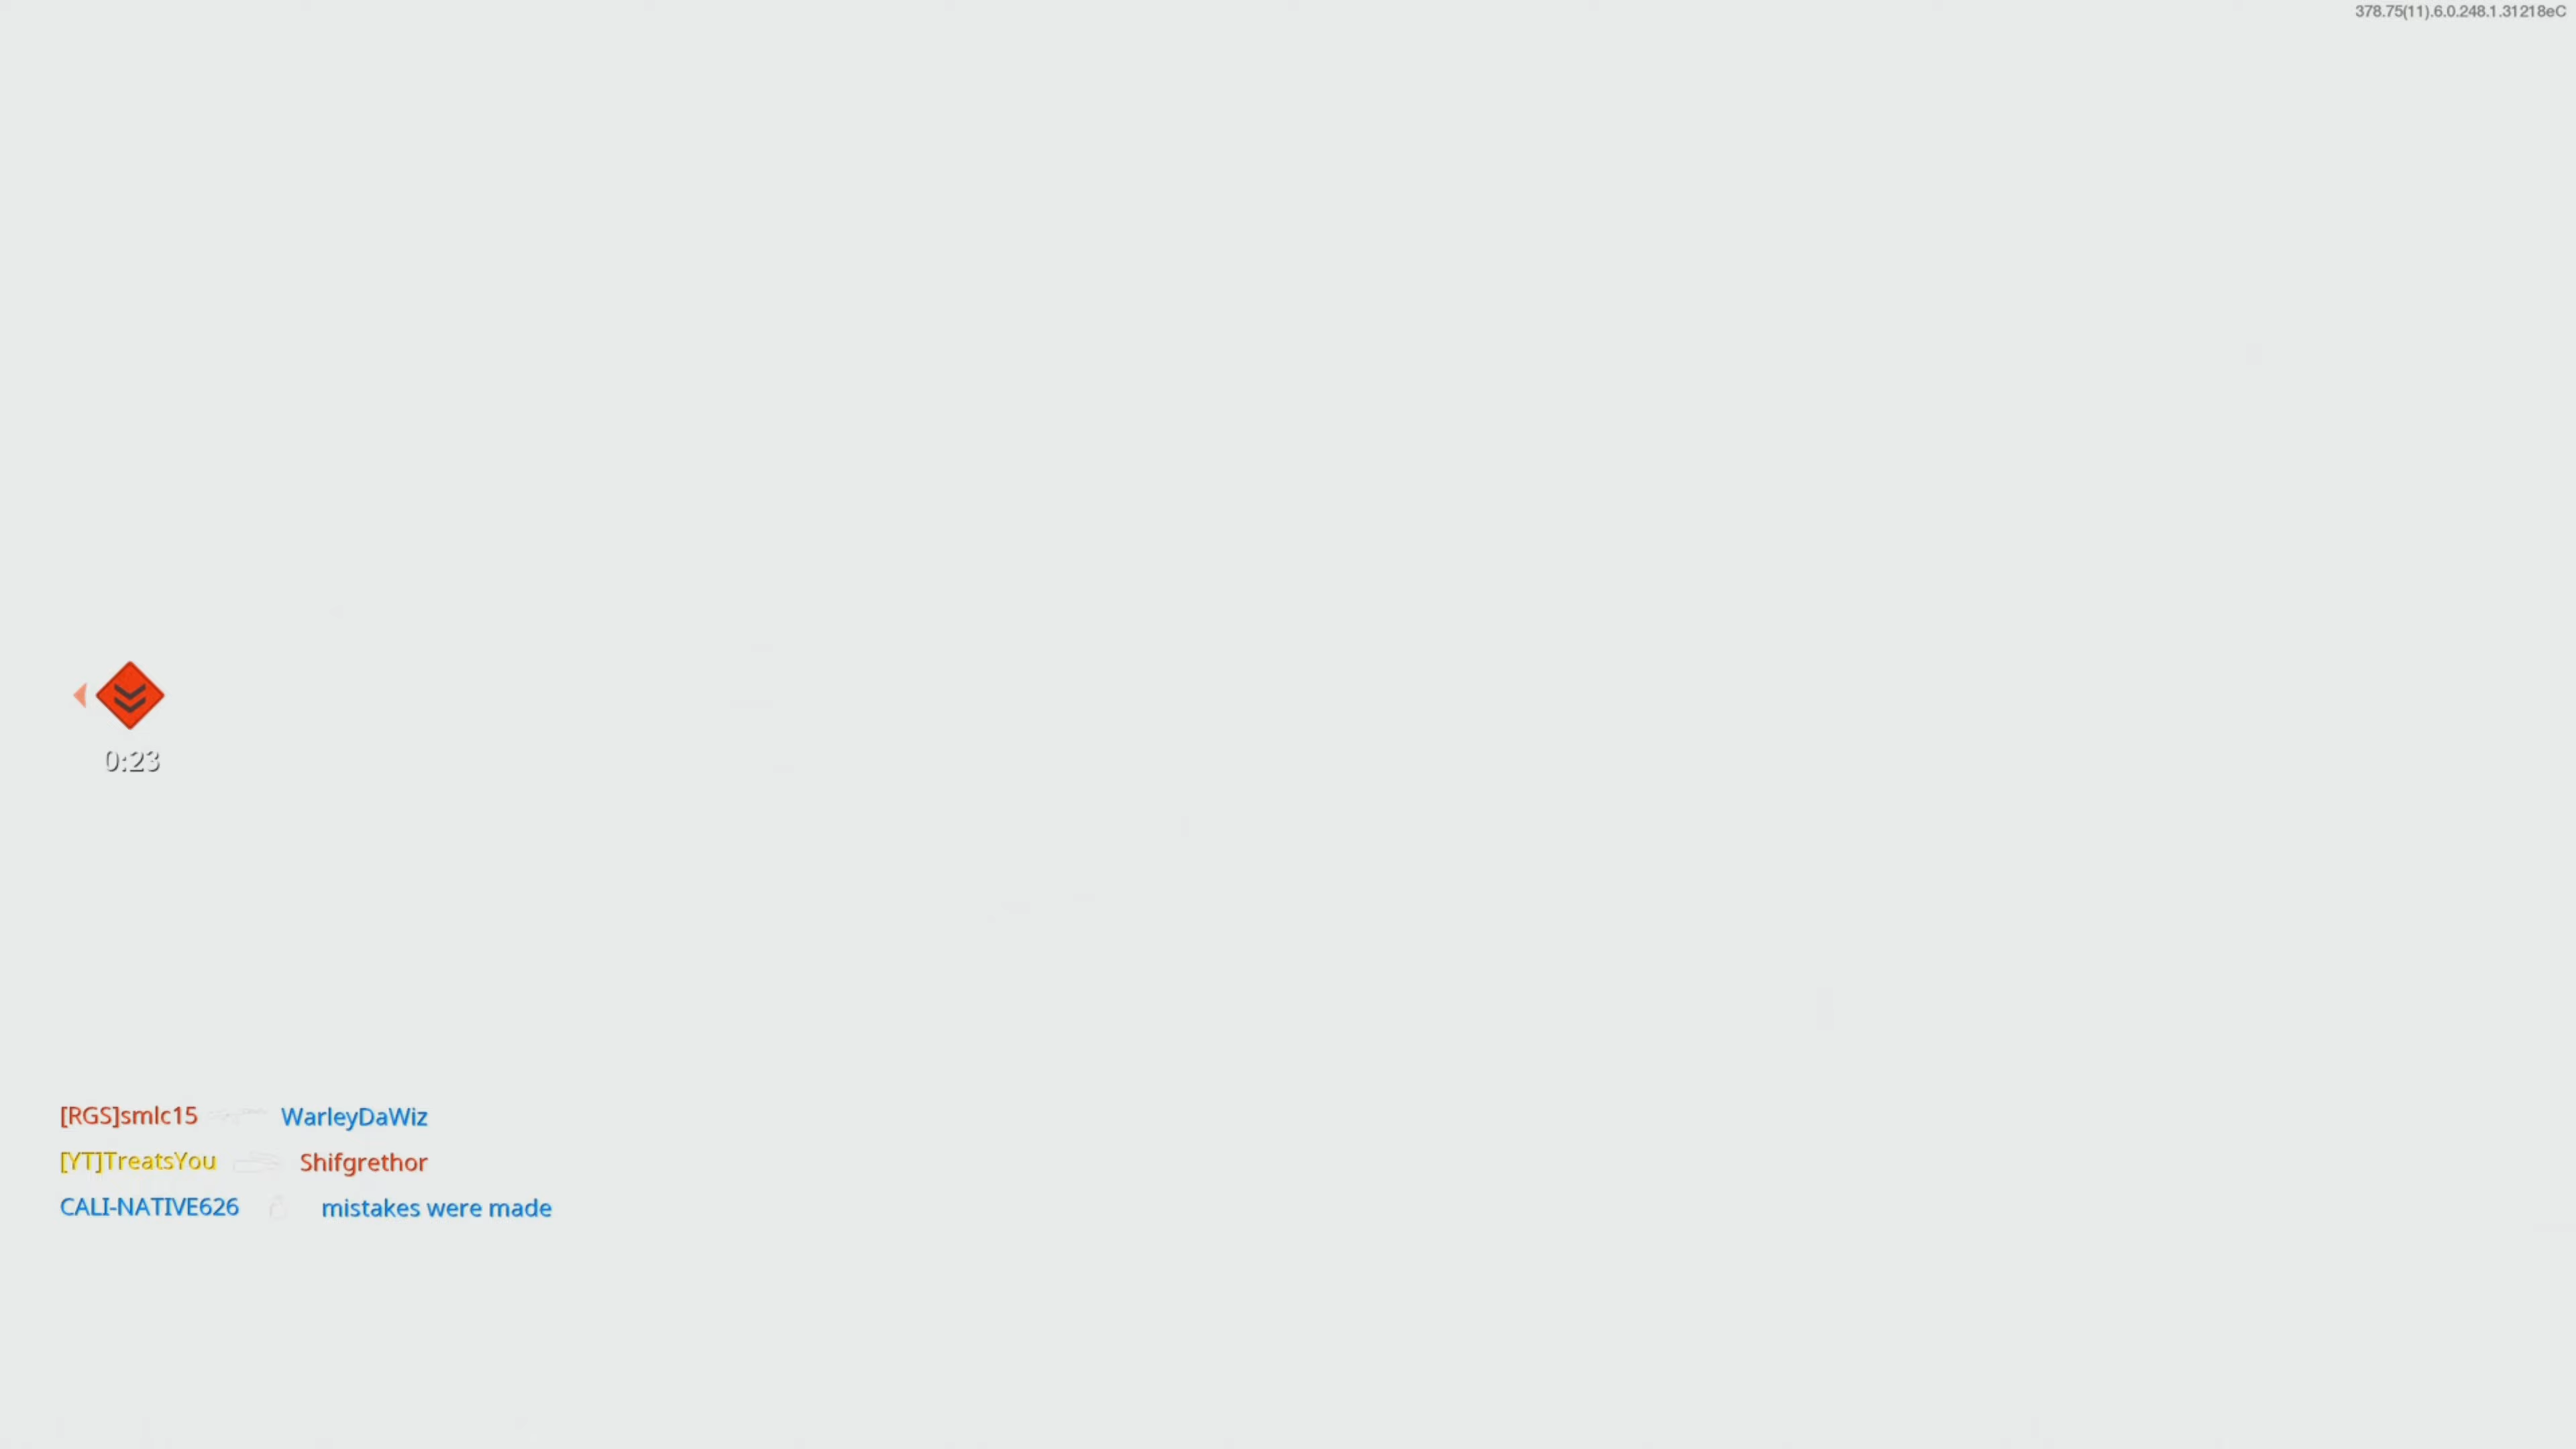 378.75(11).6.0.248.1.31218eC
0:23
[RGS]smlc15 WarleyDaWiz
[YT]TreatsYou Shifgrethor
CALI-NATIVE626 mistakes were made